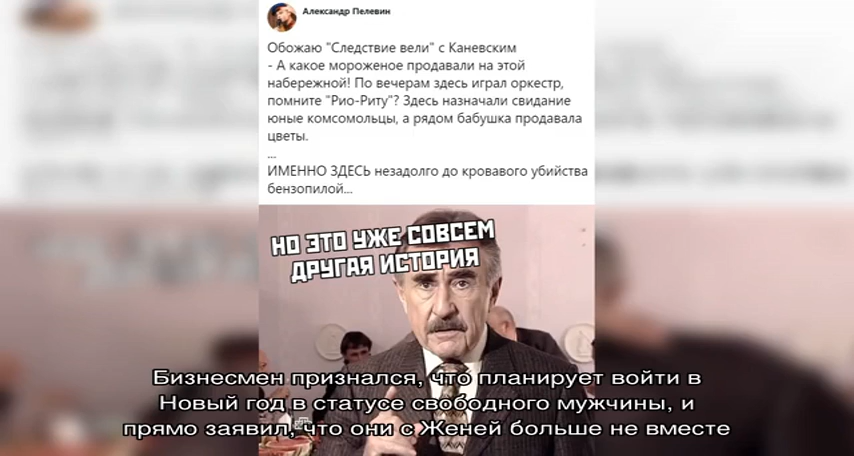 Александр Пелевин
Обожаю "Следствие вели" с Каневским
- А какое мороженое продавали на этой
набережной! По вечерам здесь играл оркестр,
помните "Рио-Риту"? Здесь назначали свидание
юные комсомольцы, а рядом бабушка продавала
цветы.
...
ИМЕННО ЗДЕСЬ незадолго до кровавого убийства
бензопилой...
НО ЭТО УЖЕ СОВСЕМ
ДРУГАЯ ИСТОРИЯ
Бизнесмен признался, что планирует войти в
Новый год в статусе свободного мужчины, и
прямо заявил, что они с Женей больше не вместе